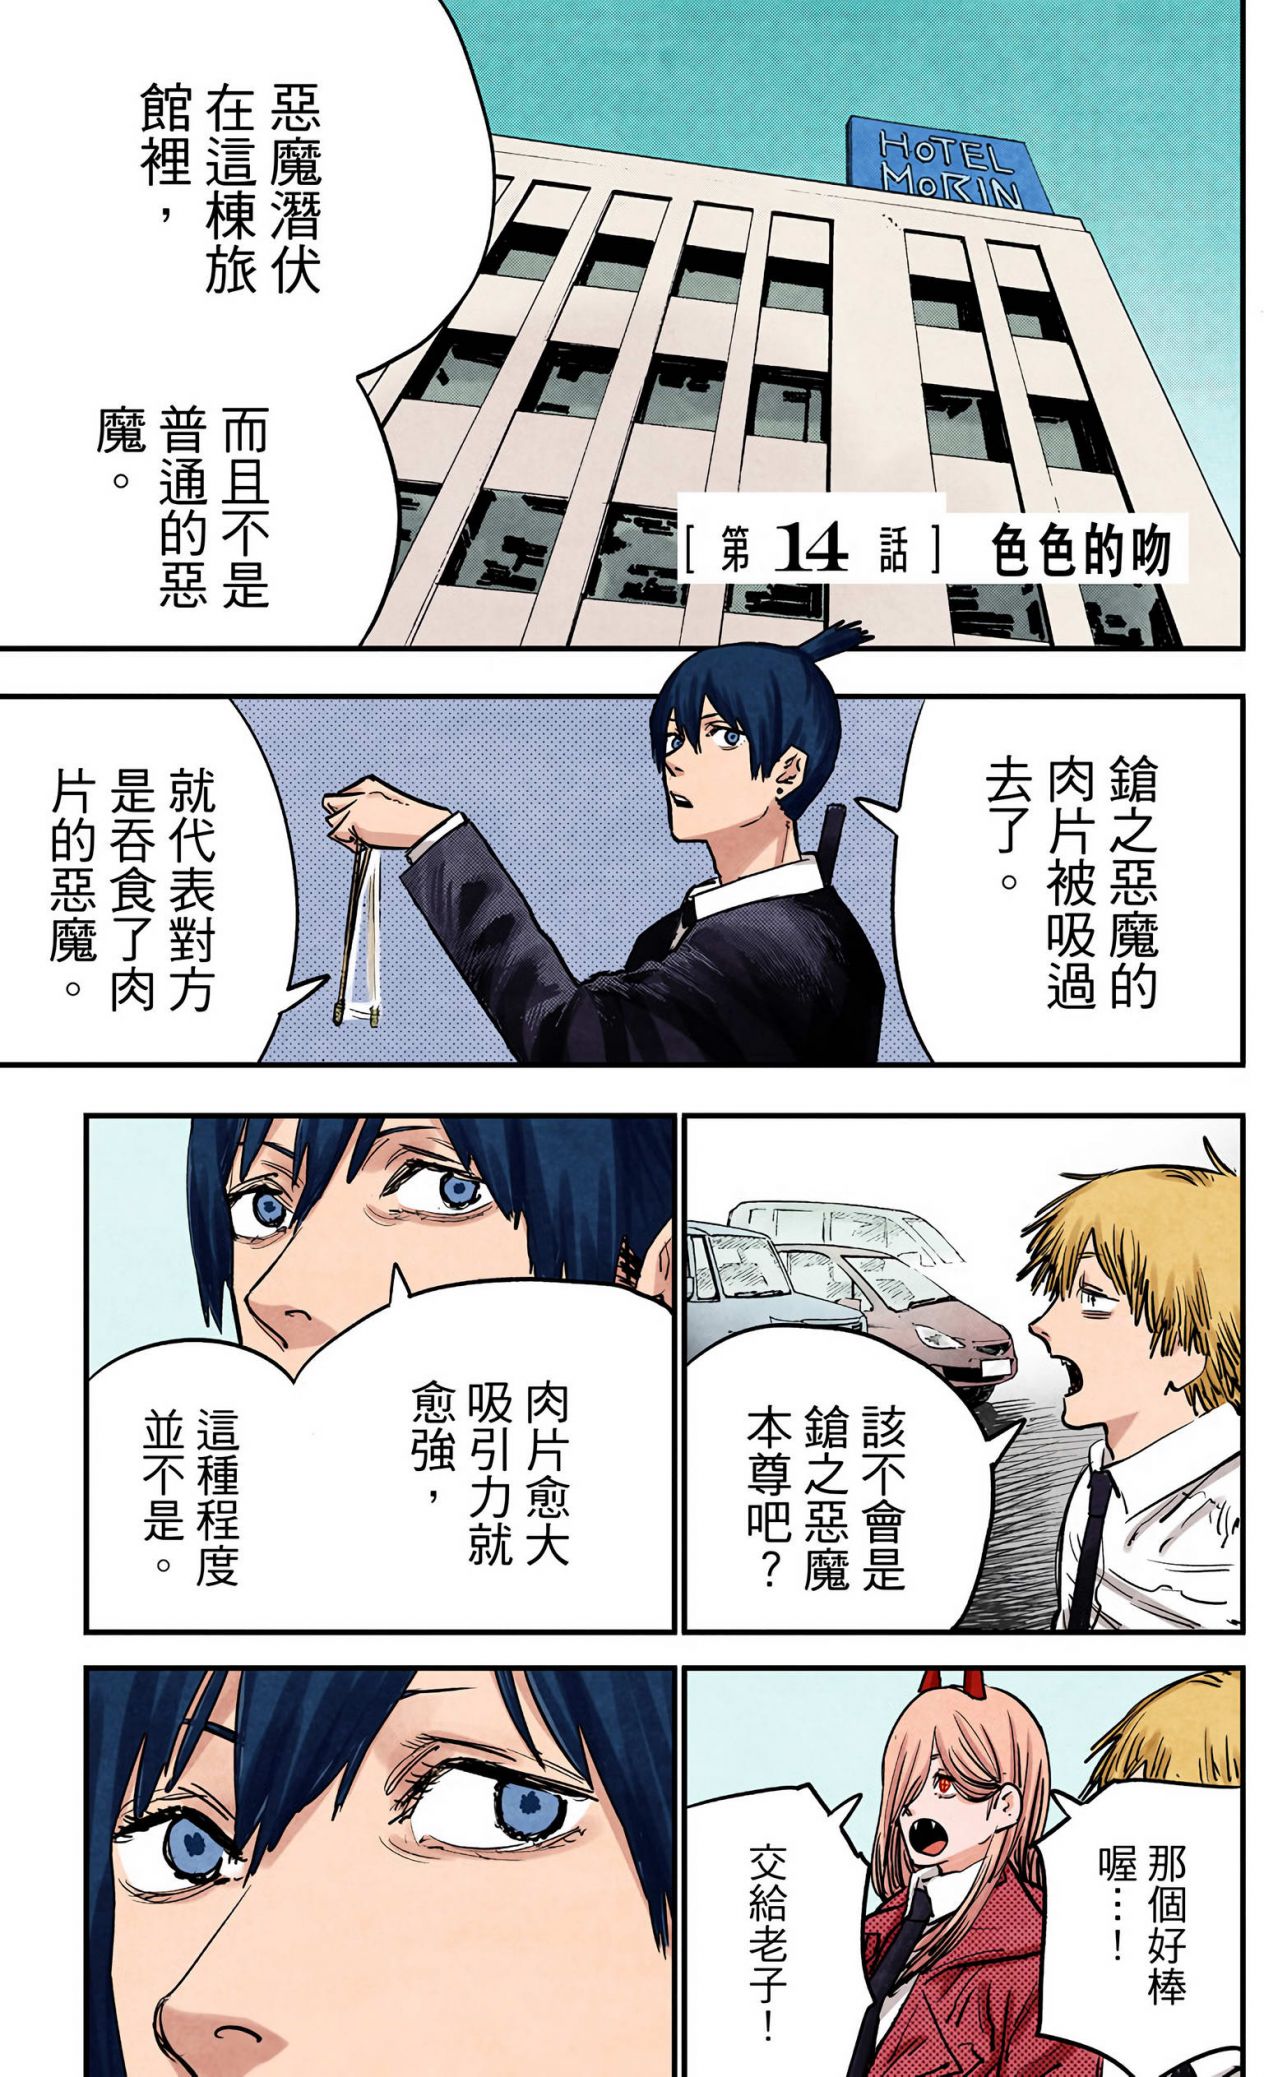 HOTEL
MORIN
惡魔潛伏
在這棟旅
館裡，
而且不是
普通的惡
魔。
[第14話] 色色的吻
鎗之惡魔的
肉片被吸過
去了。
就代表對方
是吞食了肉
片的惡魔。
該不會是
鎗之惡魔
本尊吧？
肉片愈大
吸引力就
愈強，
這種程度
並不是。
那個好棒
喔…！
交給老子！